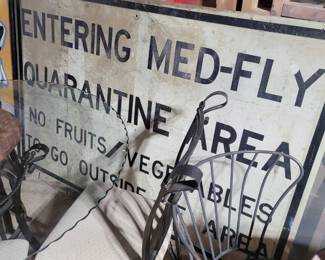 ENTERING MED-FLY
QUARANTINE AREA
NO FRUITS/VEGETABLES
TO GO OUTSIDE
AREA